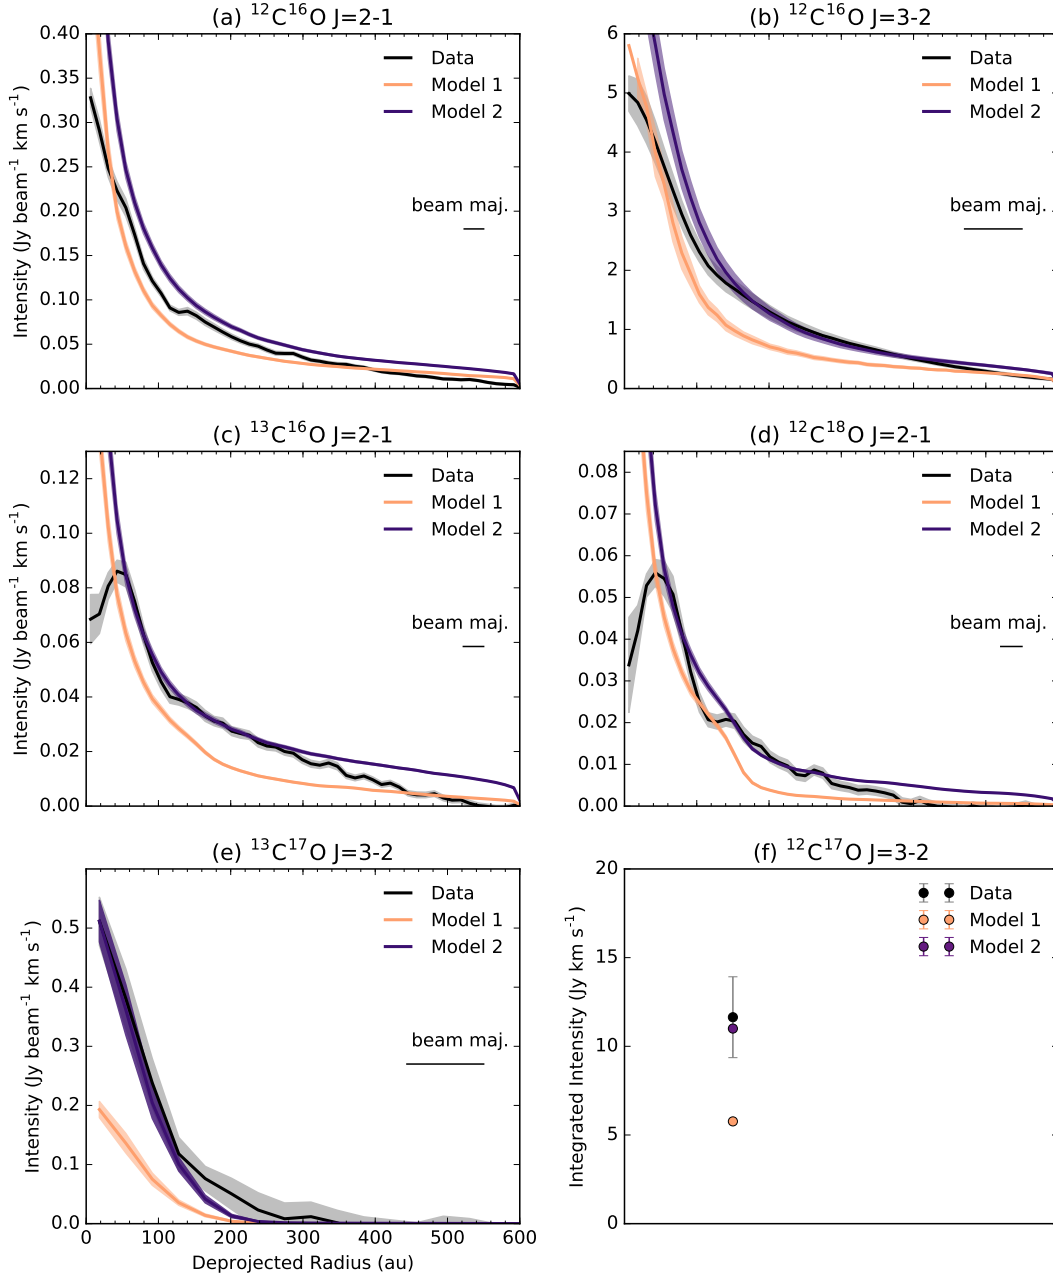 (a) ¹²C¹⁶O J=2-1
Intensity (Jy beam⁻¹ km s⁻¹)
0.40
0.35
0.30
0.25
0.20
0.15
0.10
0.05
0.00
Data
Model 1
Model 2
beam maj.
(b) ¹²C¹⁶O J=3-2
6
5
4
3
2
1
0
Data
Model 1
Model 2
beam maj.
(c) ¹³C¹⁶O J=2-1
Intensity (Jy beam⁻¹ km s⁻¹)
0.12
0.10
0.08
0.06
0.04
0.02
0.00
Data
Model 1
Model 2
beam maj.
(d) ¹²C¹⁸O J=2-1
0.08
0.07
0.06
0.05
0.04
0.03
0.02
0.01
0.00
Data
Model 1
Model 2
beam maj.
(e) ¹³C¹⁷O J=3-2
Intensity (Jy beam⁻¹ km s⁻¹)
0.5
0.4
0.3
0.2
0.1
0.0
Data
Model 1
Model 2
beam maj.
0 100 200 300 400 500 600
Deprojected Radius (au)
(f) ¹²C¹⁷O J=3-2
Integrated Intensity (Jy km s⁻¹)
20
15
10
5
0
Data
Model 1
Model 2